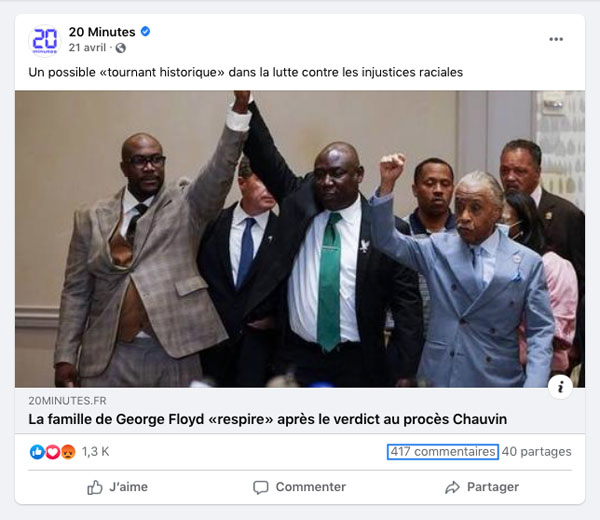 20 Minutes
20
minutes
21 avril ·
Un possible «tournant historique» dans la lutte contre les injustices raciales
20MINUTES.FR
La famille de George Floyd «respire» après le verdict au procès Chauvin
1,3 K
417 commentaires 40 partages
J'aime
Commenter
Partager